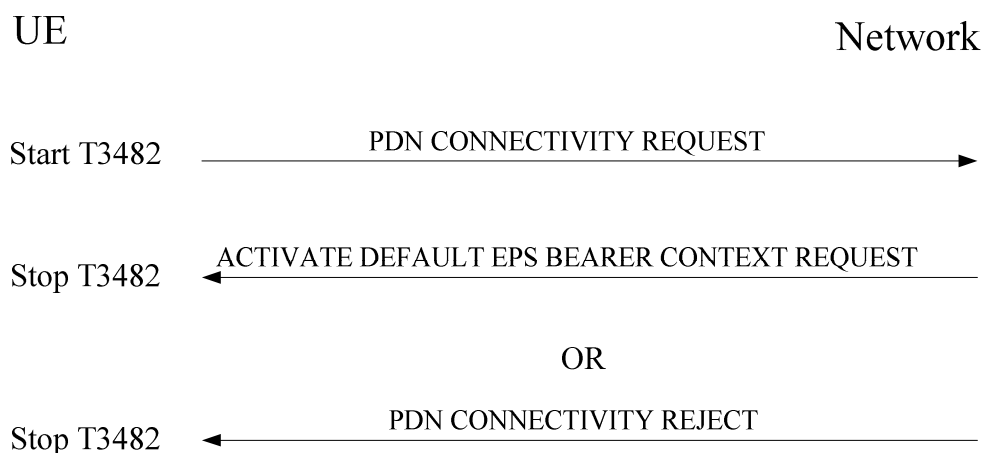 UE
Network
Start T3482
PDN CONNECTIVITY REQUEST
Stop T3482
ACTIVATE DEFAULT EPS BEARER CONTEXT REQUEST
OR
Stop T3482
PDN CONNECTIVITY REJECT